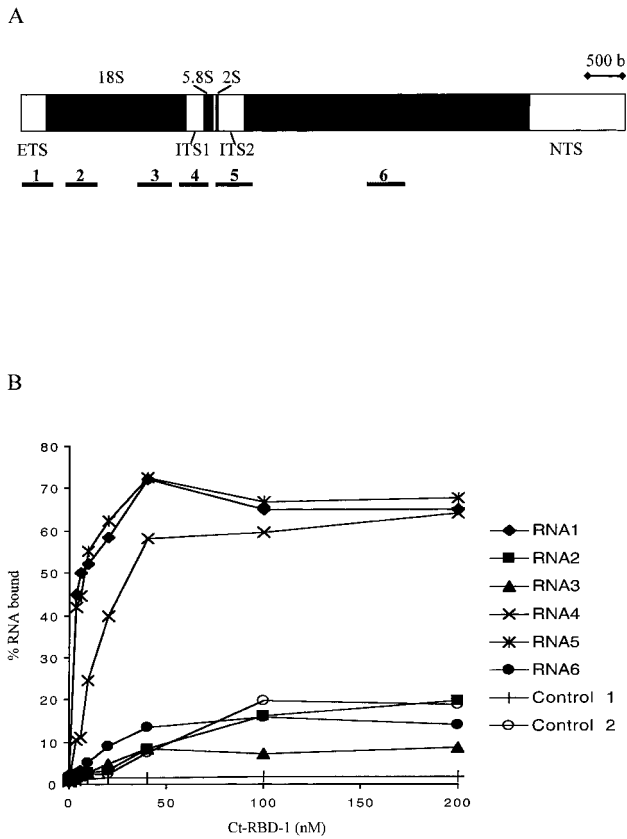 A
500 b
18S 5.8S 2S
ETS ITS1 ITS2 NTS
1 2 3 4 5 6
B
% RNA bound
80
70
60
50
40
30
20
10
0
0 50 100 150 200
Ct-RBD-1 (nM)
RNA1
RNA2
RNA3
RNA4
RNA5
RNA6
Control 1
Control 2